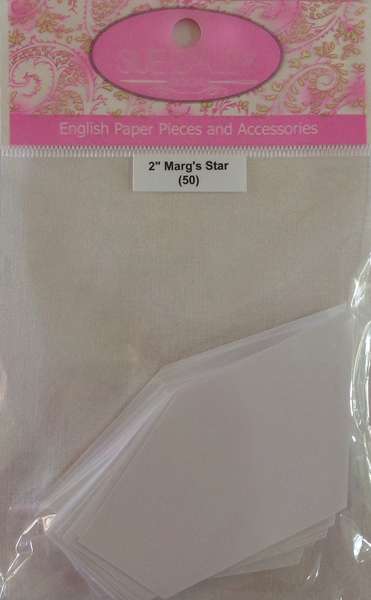 English Paper Pieces and Accessories
2" Marg's Star
(50)